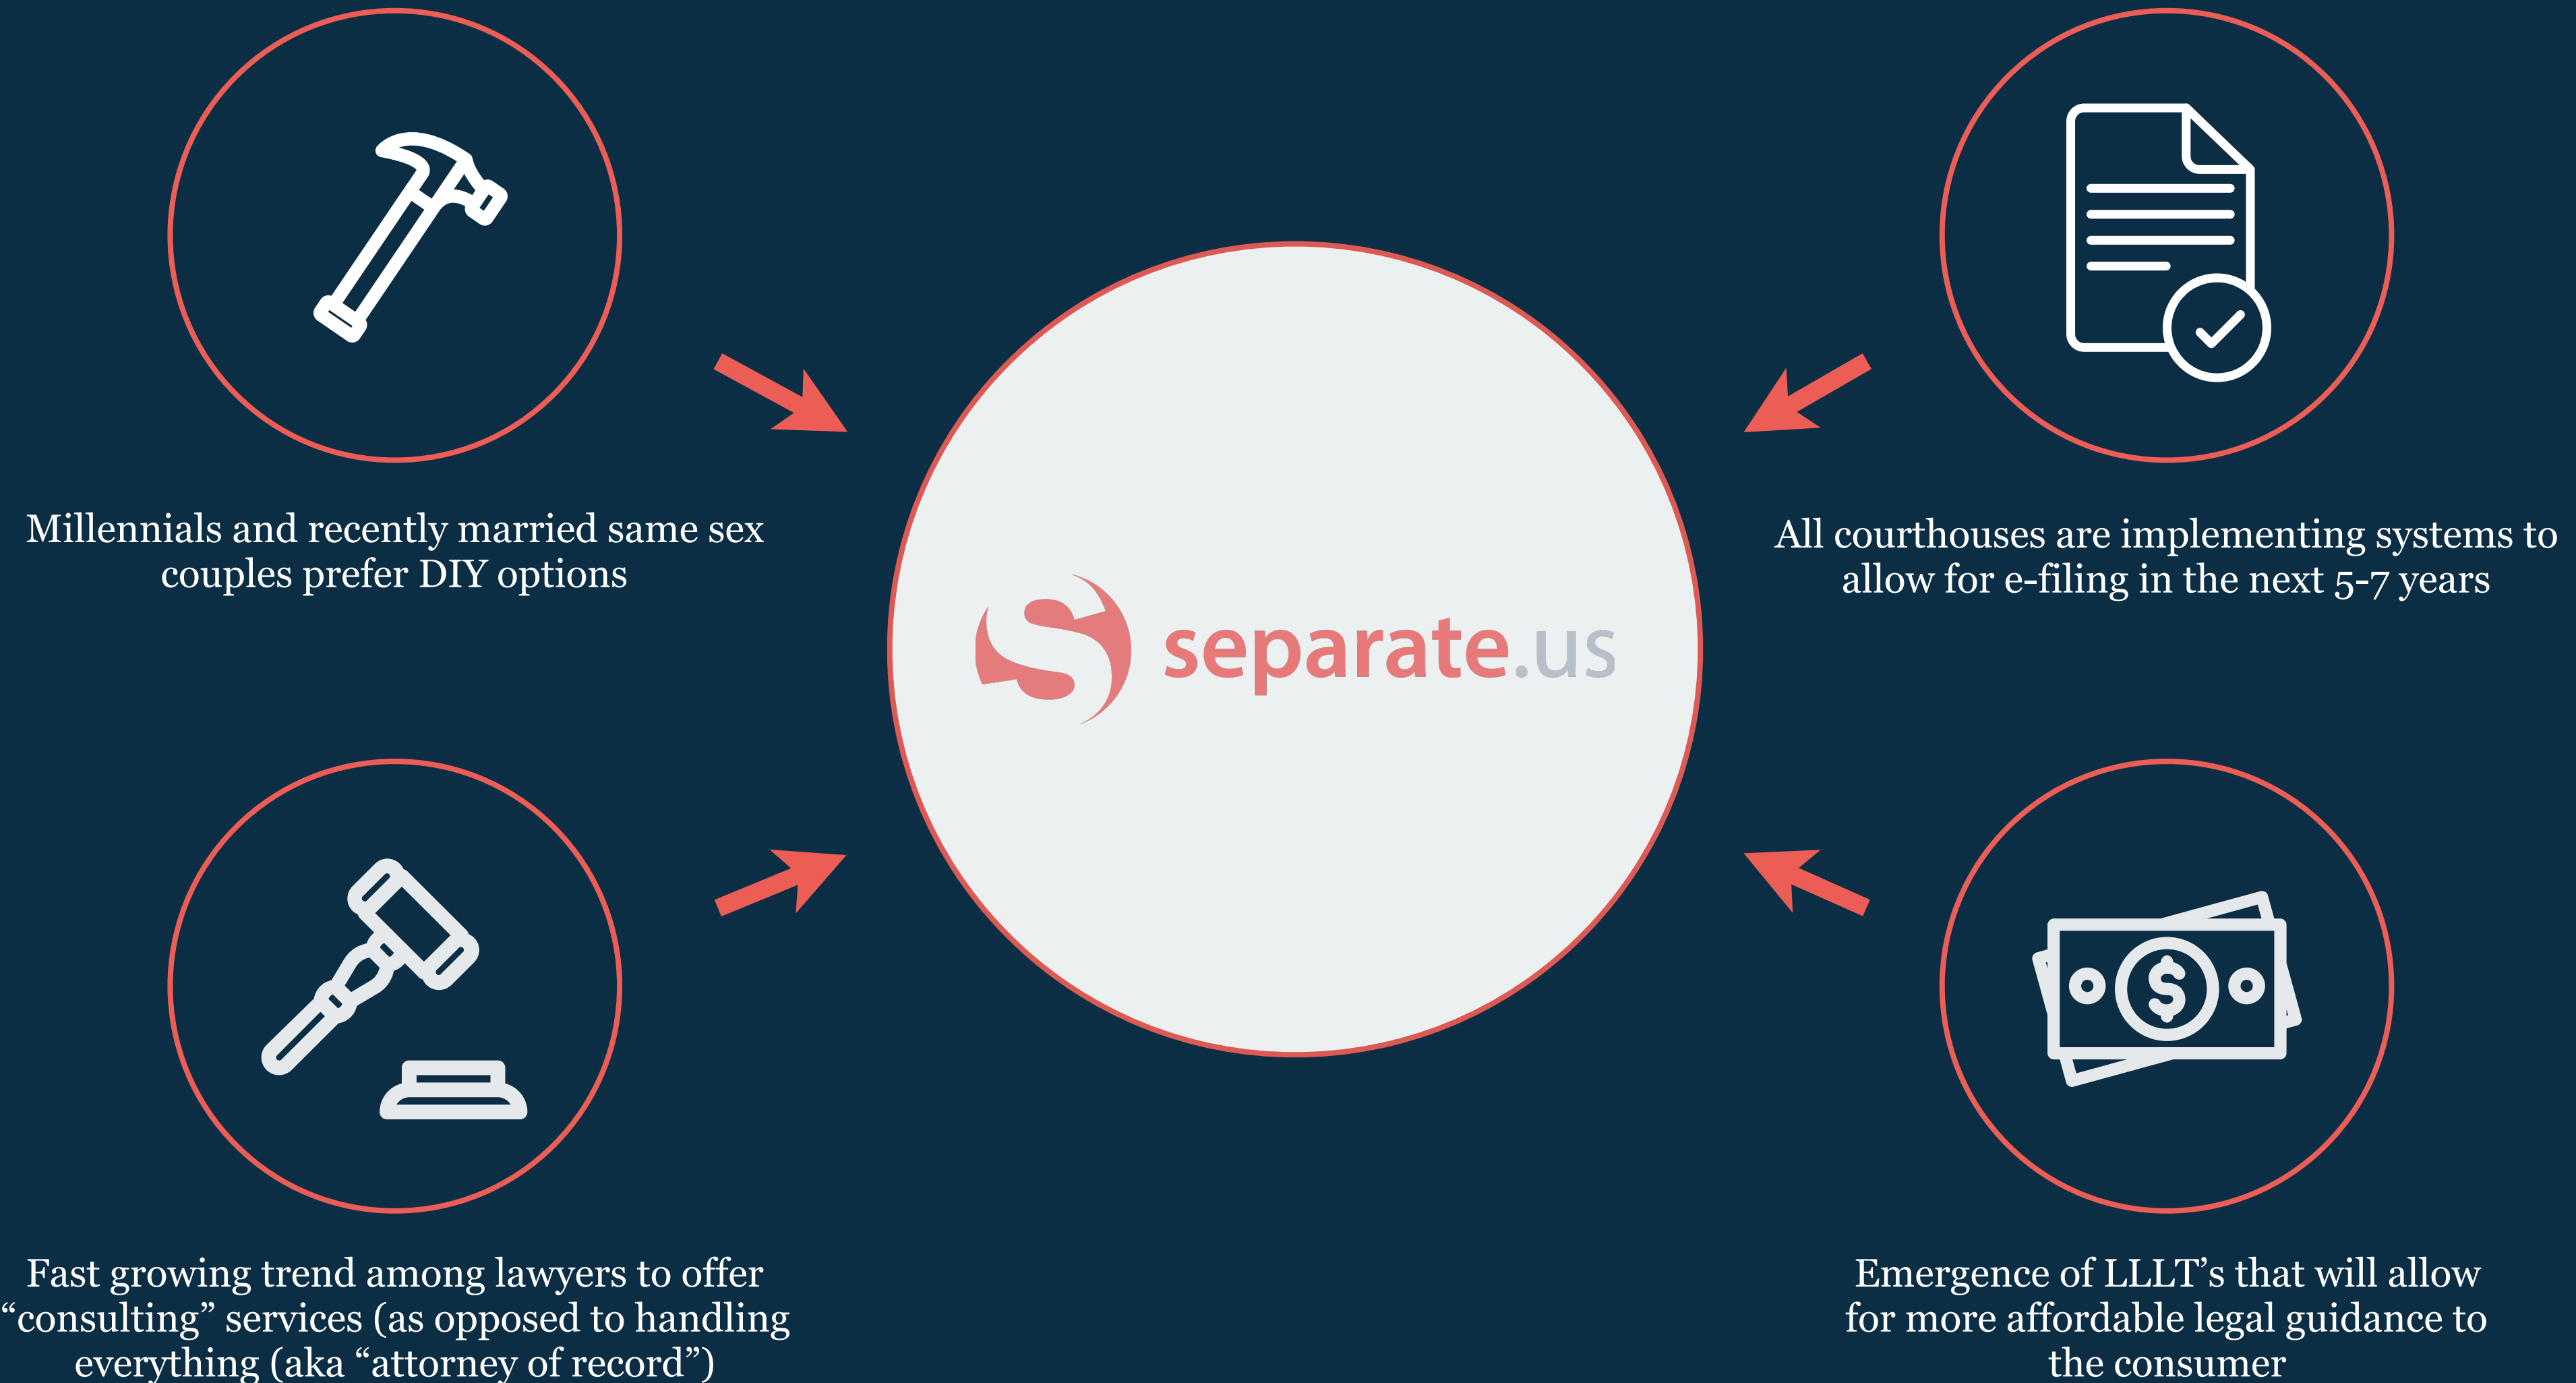 Millennials and recently married same sex
couples prefer DIY options
All courthouses are implementing systems to
allow for e-filing in the next 5-7 years
separate.us
Fast growing trend among lawyers to offer
“consulting” services (as opposed to handling
everything (aka “attorney of record”)
Emergence of LLLT’s that will allow
for more affordable legal guidance to
the consumer